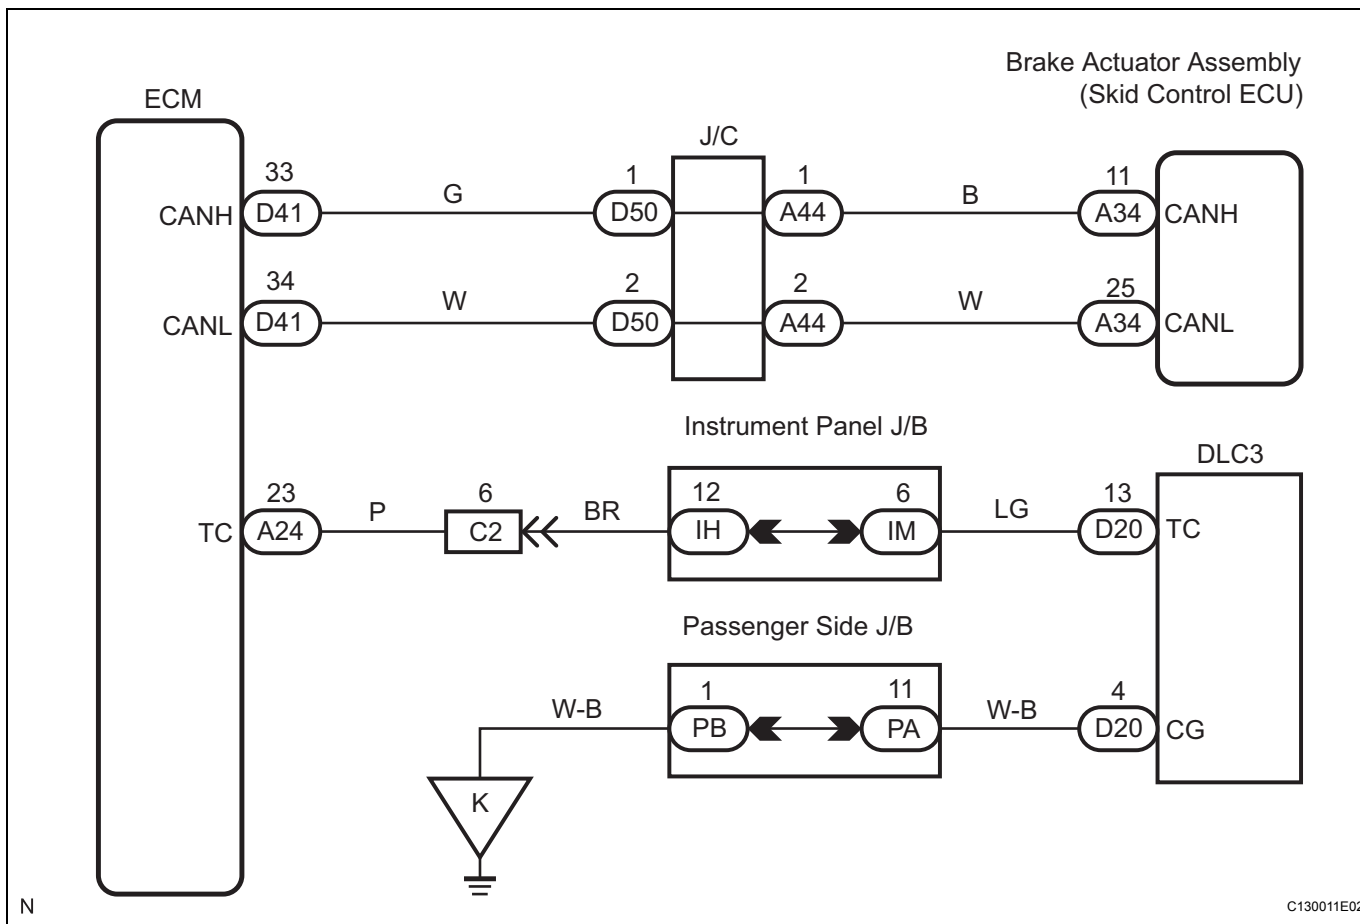 Brake Actuator Assembly
(Skid Control ECU)
ECM
J/C
33
G
1
1
B
11
CANH
D41
D50
A44
A34
CANH
34
W
2
2
W
25
CANL
D41
D50
A44
A34
CANL
Instrument Panel J/B
DLC3
23
P
6
BR
12
6
LG
13
TC
A24
C2
IH
IM
D20
TC
Passenger Side J/B
W-B
1
11
W-B
4
PB
PA
D20
CG
K
N
C130011E02